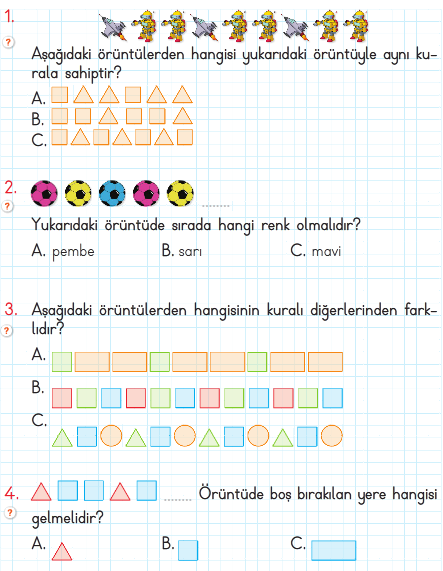 1.
?
Aşağıdaki örüntülerden hangisi yukarıdaki örüntüyle aynı ku-
rala sahiptir?
A.
B.
C.
2.
?
..........
Yukarıdaki örüntüde sırada hangi renk olmalıdır?
A. pembe B. sarı C. mavi
3. Aşağıdaki örüntülerden hangisinin kuralı diğerlerinden fark-
?
lıdır?
A.
B.
C.
4. .......... Örüntüde boş bırakılan yere hangisi
?
gelmelidir?
A. B. C.